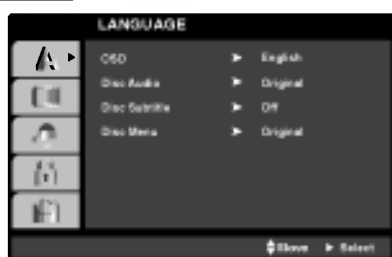 LANGUAGE
OSD ► English
Disc Audio ► Original
Disc Subtitle ► Off
Disc Menu ► Original
Move ► Select